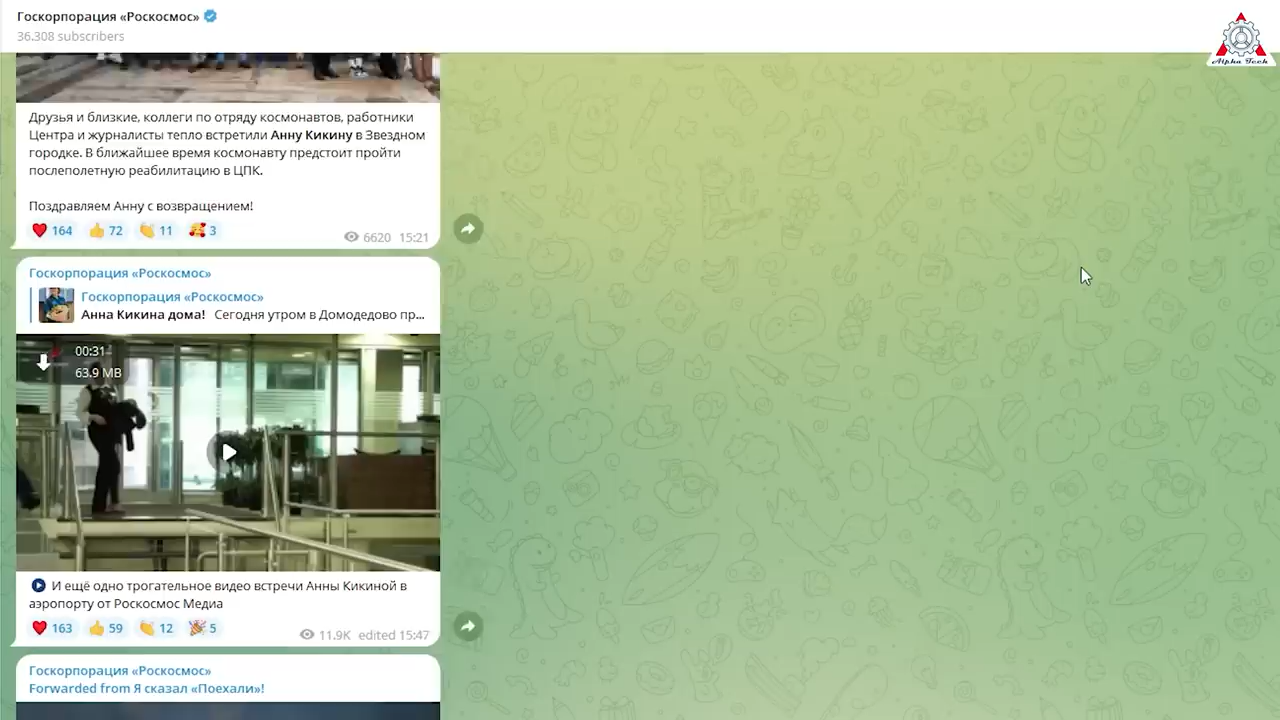 Госкорпорация «Роскосмос»
36.308 subscribers
Alpha Tech
Друзья и близкие, коллеги по отряду космонавтов, работники
Центра и журналисты тепло встретили Анну Кикину в Звездном
городке. В ближайшее время космонавту предстоит пройти
послеполетную реабилитацию в ЦПК.
Поздравляем Анну с возвращением!
164 72 11 3 6620 15:21
Госкорпорация «Роскосмос»
Госкорпорация «Роскосмос»
Анна Кикина дома! Сегодня утром в Домодедово пр...
00:31
63.9 MB
И ещё одно трогательное видео встречи Анны Кикиной в
аэропорту от Роскосмос Медиа
163 59 12 5 11.9K edited 15:47
Госкорпорация «Роскосмос»
Forwarded from Я сказал «Поехали»!